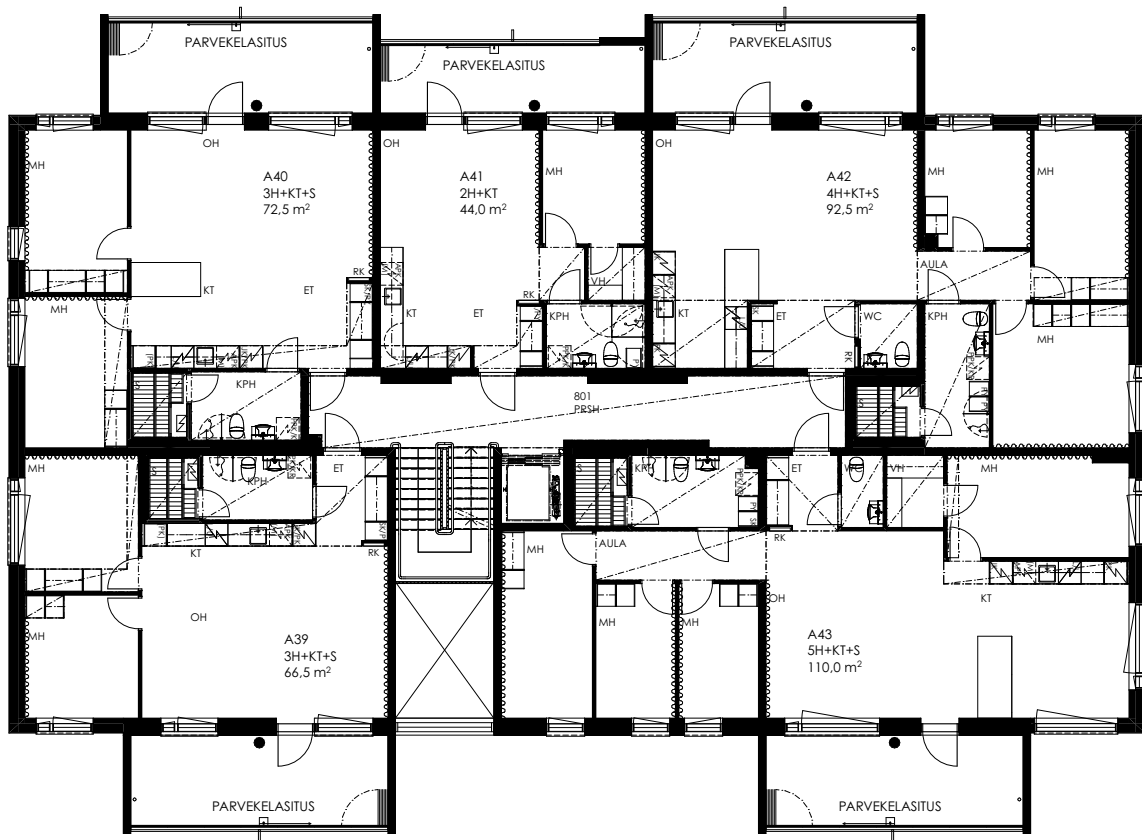 PARVEKELASITUS
PARVEKELASITUS
PARVEKELASITUS
OH
OH
OH
MH
A40
3H+KT+S
72,5 m²
A41
2H+KT
44,0 m²
MH
A42
4H+KT+S
92,5 m²
MH
MH
AULA
RK
VH
KT
ET
RK
MH
KT
ET
KPH
KT
ET
WC
KPH
MH
RK
KPH
S
801
PRSH
S
MH
S
KPH
ET
S
KPH
ET
WC
VH
MH
KT
RK
MH
AULA
RK
OH
KT
OH
MH
A39
3H+KT+S
66,5 m²
MH
MH
A43
5H+KT+S
110,0 m²
PARVEKELASITUS
PARVEKELASITUS